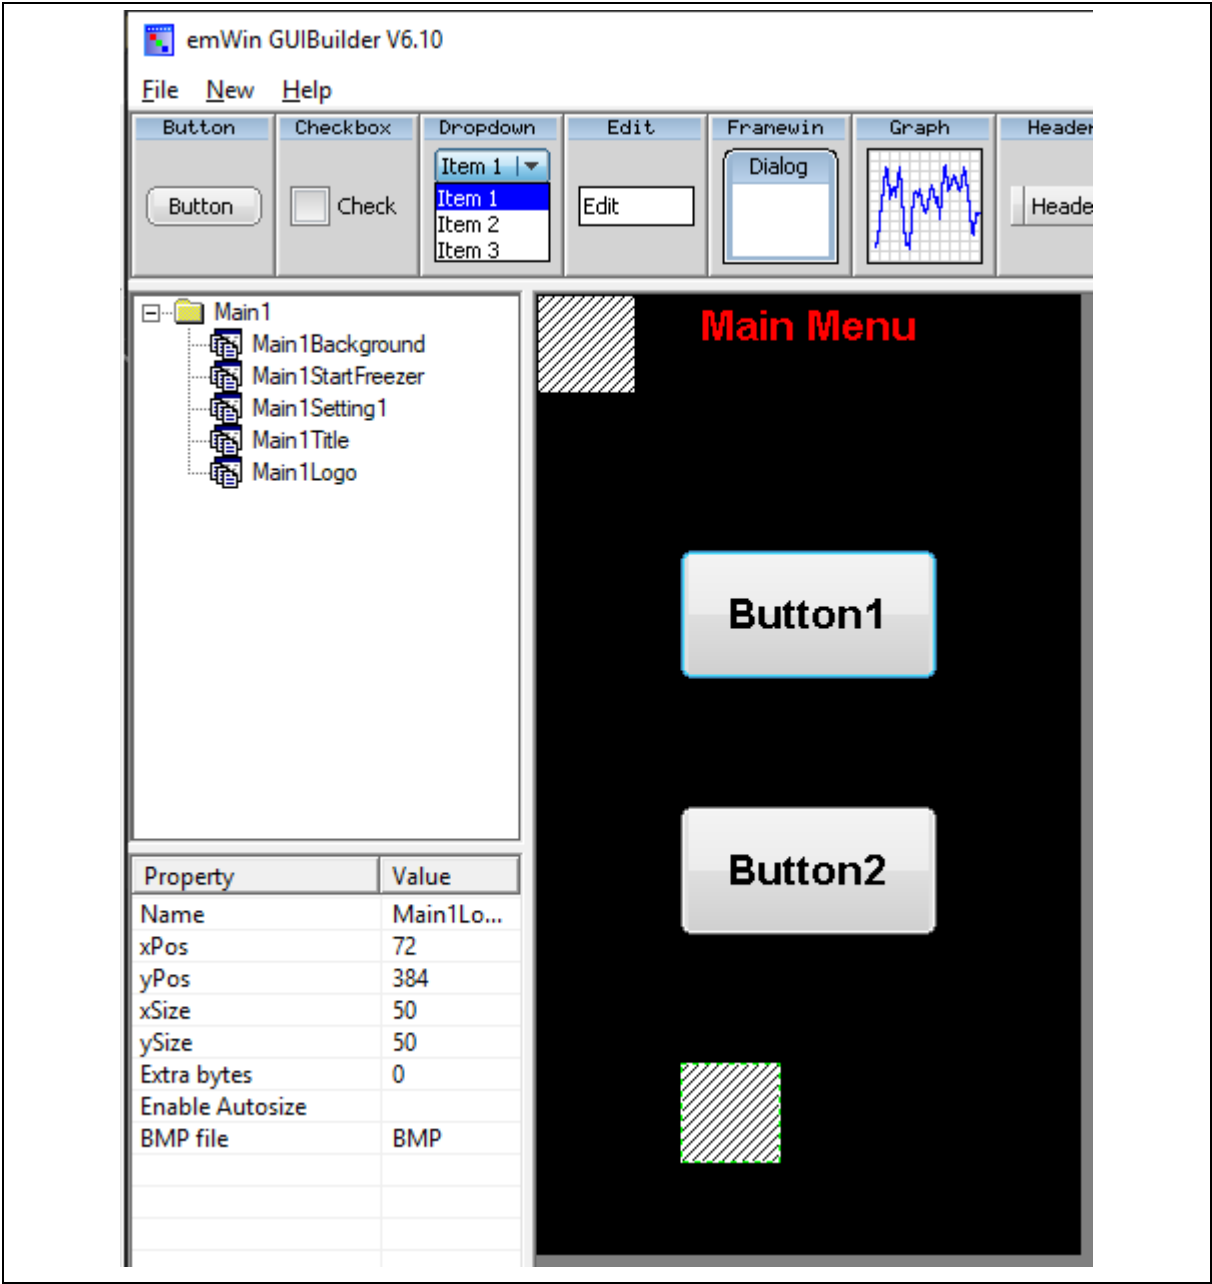 emWin GUIBuilder V6.10
File New Help
Button Checkbox Dropdown Edit Framewin Graph Header
Item 1 Dialog
Button Check Item 1 Edit Heade
Item 2
Item 3
Main1
Main1Background
Main1StartFreezer
Main1Setting1
Main1Title
Main1Logo
Main Menu
Button1
Button2
Property Value
Name Main1Lo...
xPos 72
yPos 384
xSize 50
ySize 50
Extra bytes 0
Enable Autosize
BMP file BMP